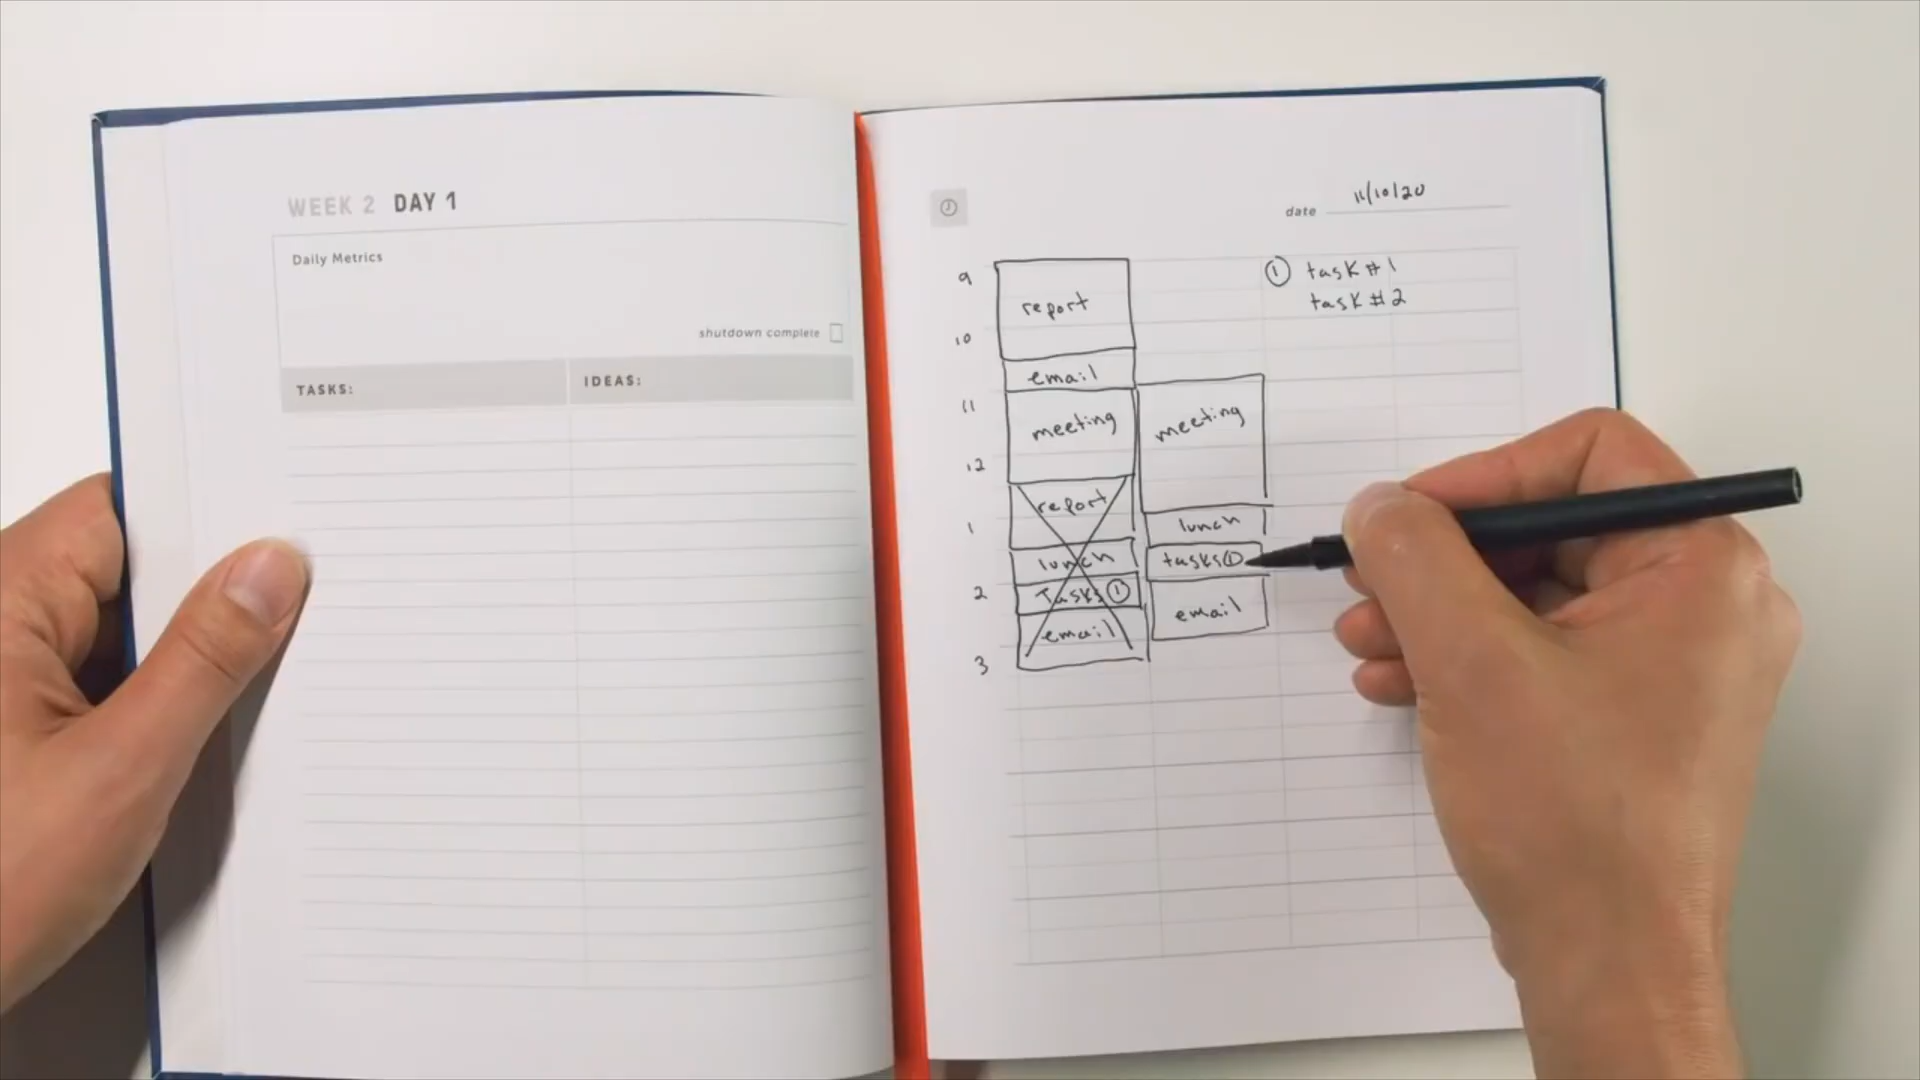 WEEK 2 DAY 1
Daily Metrics
shutdown complete
TASKS:
IDEAS:
date 11/10/20
9
report
10
email
11
meeting
12
report
1
lunch
2
Tasks ①
email
3
meeting
lunch
tasks ①
email
① task #1
task #2